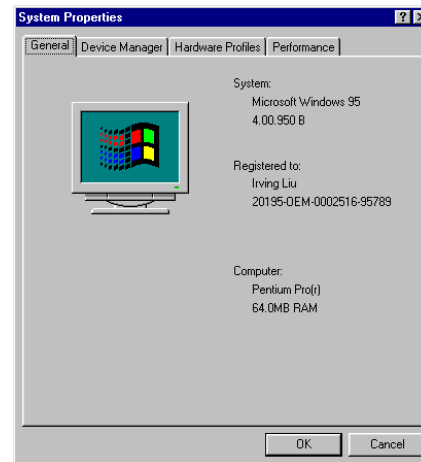 System Properties
General Device Manager Hardware Profiles Performance
System:
Microsoft Windows 95
4.00.950 B
Registered to:
Irving Liu
20195-OEM-0002516-95789
Computer:
Pentium Pro(r)
64.0MB RAM
OK Cancel